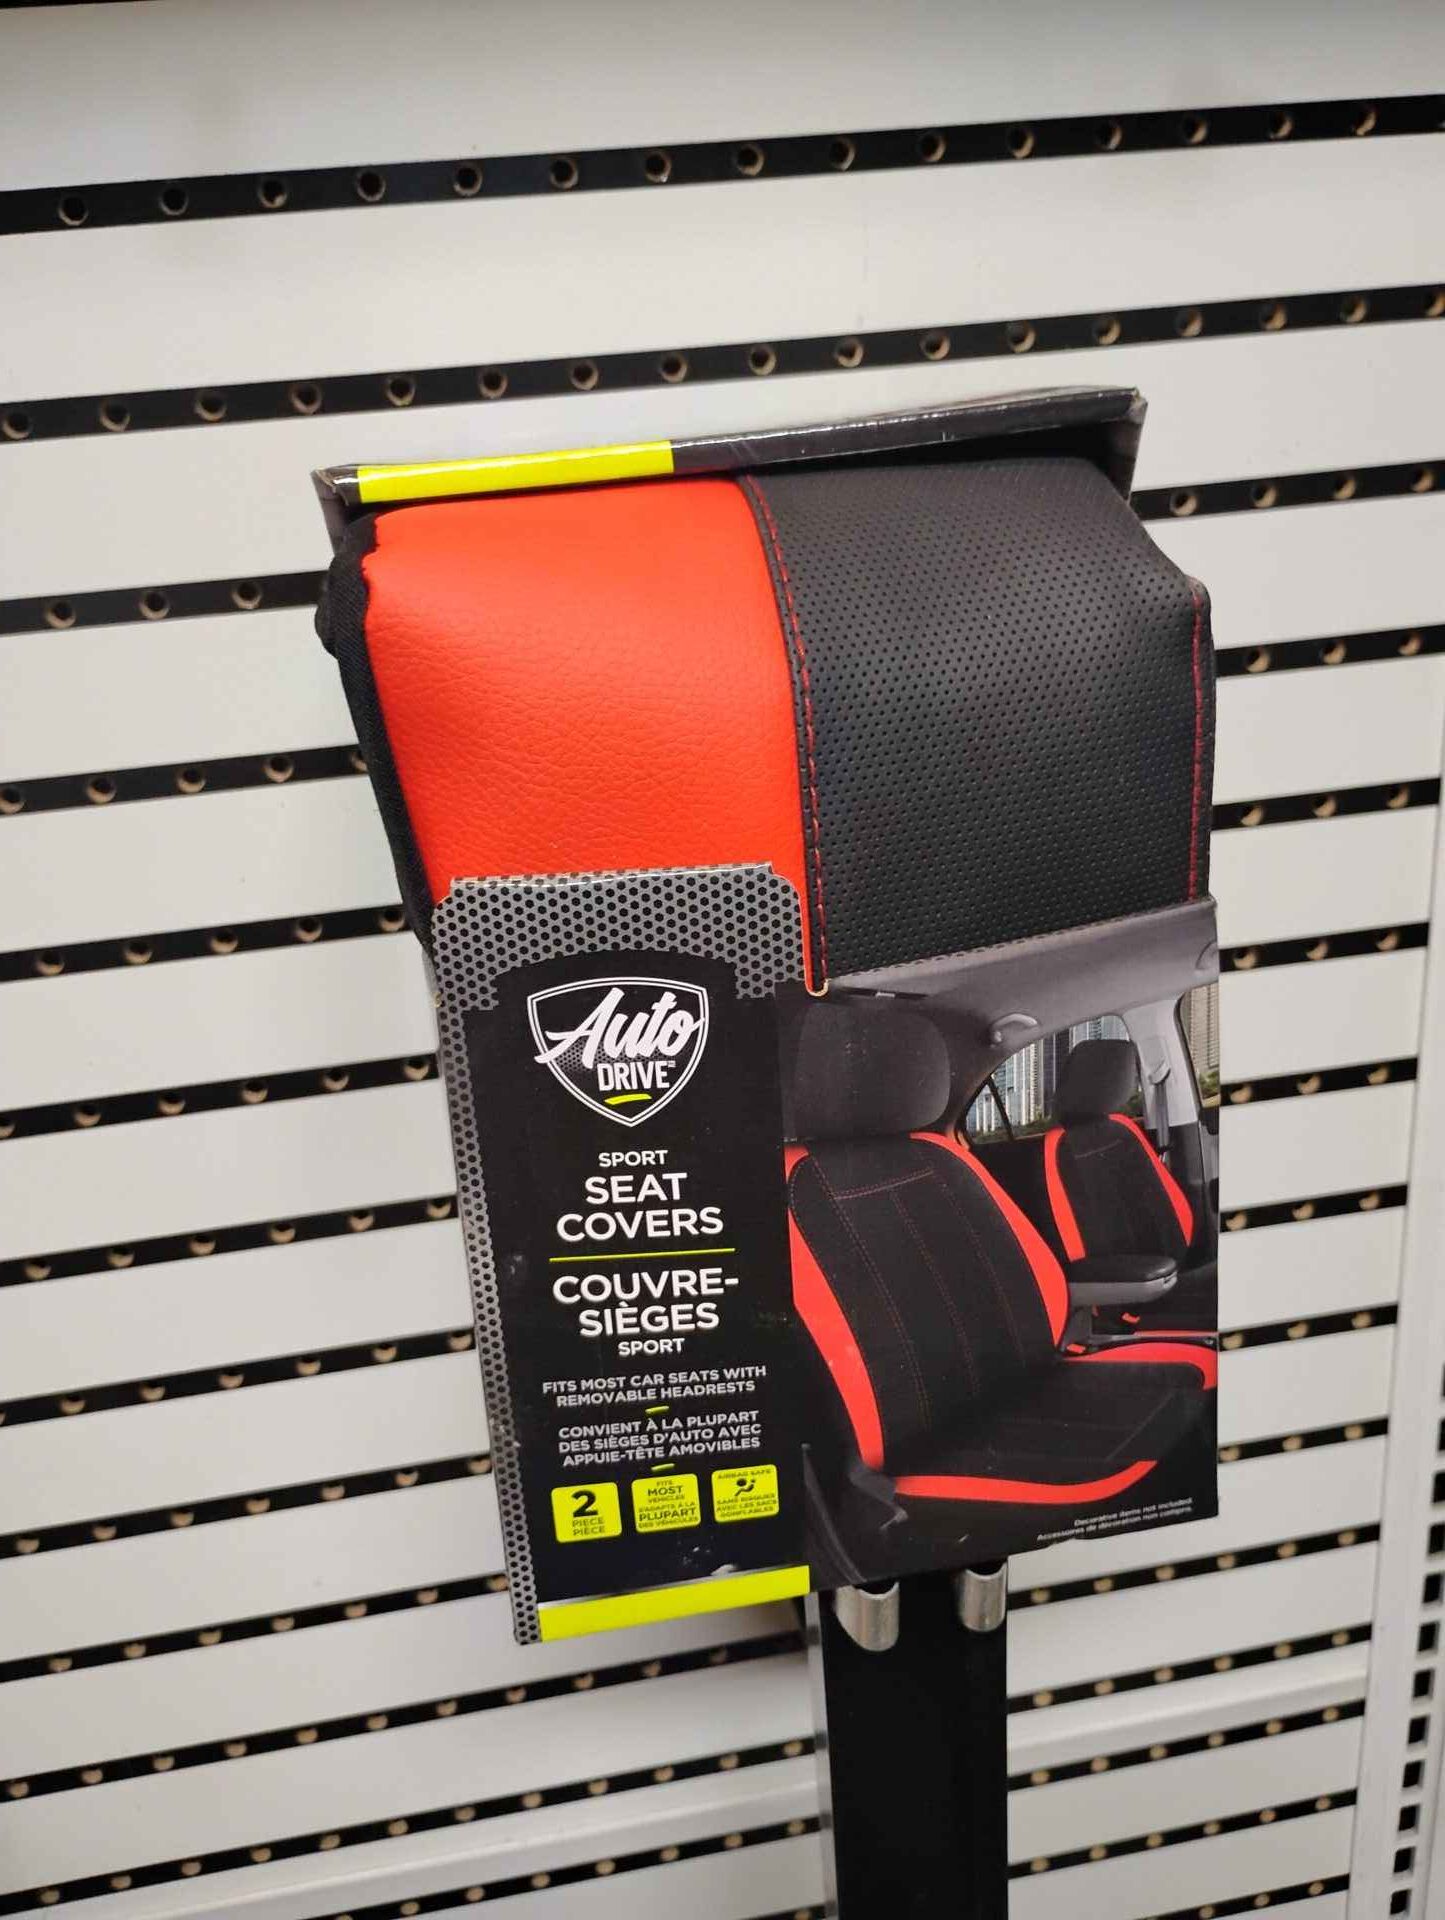 Auto
DRIVE
SPORT
SEAT
COVERS
COUVRE-
SIÈGES
SPORT
FITS MOST CAR SEATS WITH
REMOVABLE HEADRESTS
CONVIENT À LA PLUPART
DES SIÈGES D'AUTO AVEC
APPUIE-TÊTE AMOVIBLES
2
PIECE
PIÈCE
FITS
MOST
VEHICLES
S'ADAPTE À LA
PLUPART
DES VÉHICULES
AIRBAG SAFE
SANS RISQUES
AVEC LES SACS
GONFLABLES
Decorative items not included.
Accessoires de décoration non compris.